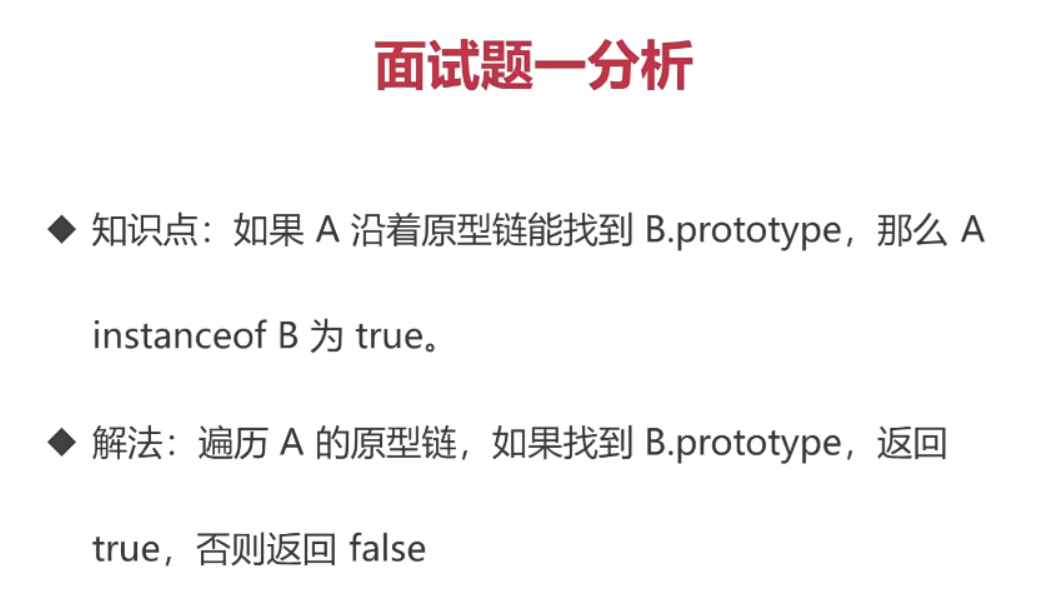 面试题一分析
◆ 知识点：如果 A 沿着原型链能找到 B.prototype，那么 A
instanceof B 为 true。
◆ 解法：遍历 A 的原型链，如果找到 B.prototype，返回
true，否则返回 false